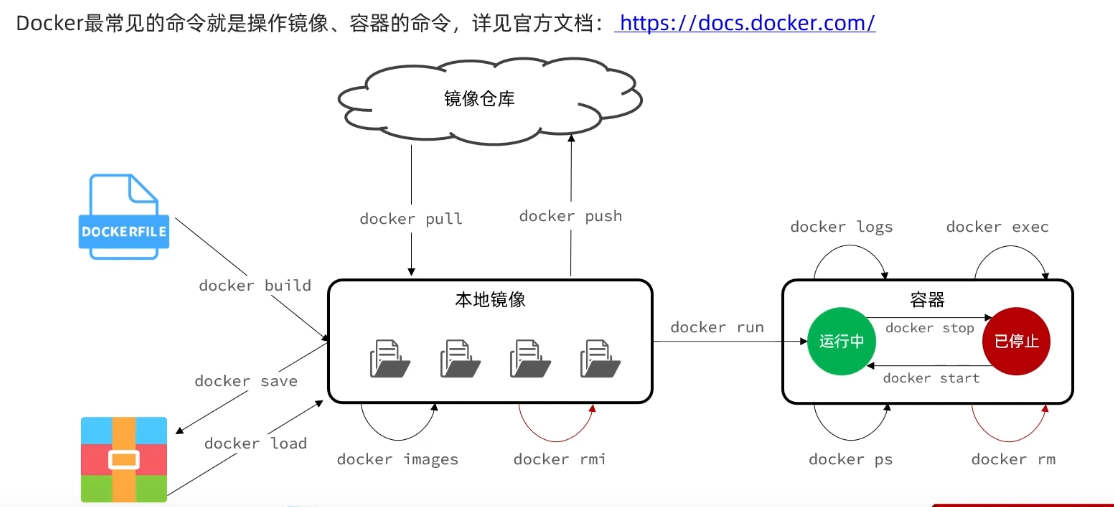 Docker最常见的命令就是操作镜像、容器的命令，详见官方文档： https://docs.docker.com/
镜像仓库
docker pull
docker push
DOCKERFILE
docker build
docker logs
docker exec
本地镜像
容器
docker run
运行中
docker stop
已停止
docker start
docker save
docker load
docker images
docker rmi
docker ps
docker rm